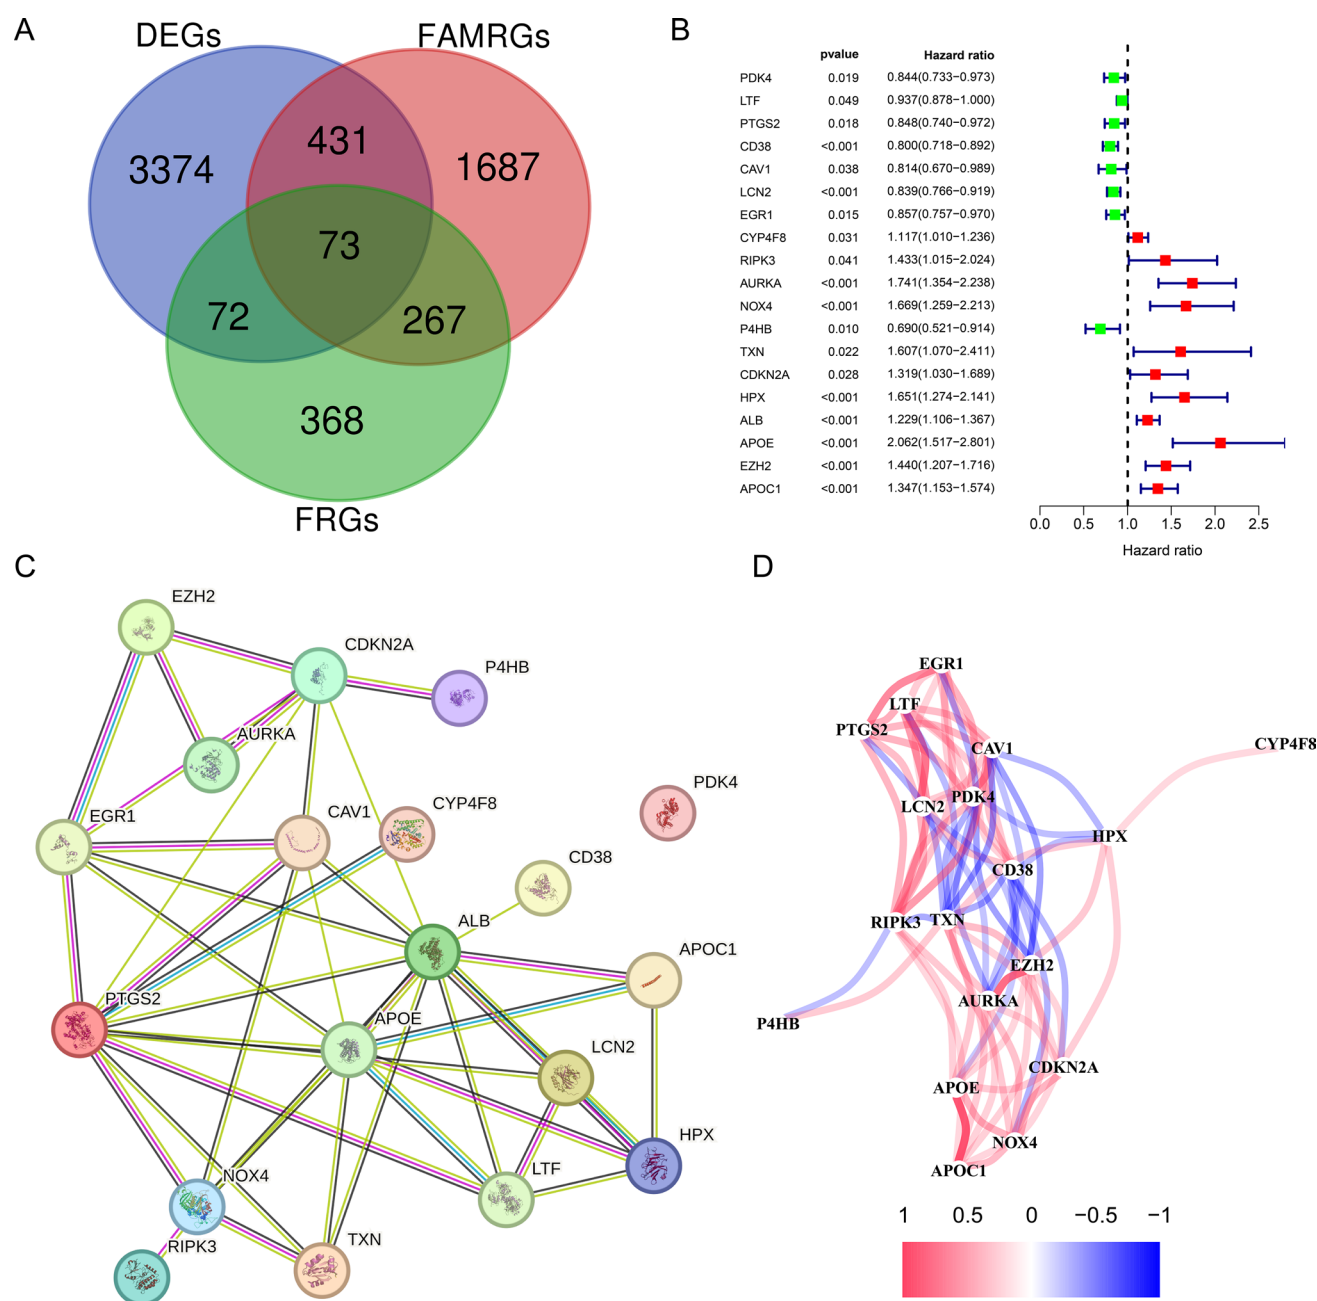 A
DEGs
FAMRGs
3374
431
1687
73
72
267
368
FRGs
B
pvalue Hazard ratio
PDK4 0.019 0.844(0.733−0.973)
LTF 0.049 0.937(0.878−1.000)
PTGS2 0.018 0.848(0.740−0.972)
CD38 <0.001 0.800(0.718−0.892)
CAV1 0.038 0.814(0.670−0.989)
LCN2 <0.001 0.839(0.766−0.919)
EGR1 0.015 0.857(0.757−0.970)
CYP4F8 0.031 1.117(1.010−1.236)
RIPK3 0.041 1.433(1.015−2.024)
AURKA <0.001 1.741(1.354−2.238)
NOX4 <0.001 1.669(1.259−2.213)
P4HB 0.010 0.690(0.521−0.914)
TXN 0.022 1.607(1.070−2.411)
CDKN2A 0.028 1.319(1.030−1.689)
HPX <0.001 1.651(1.274−2.141)
ALB <0.001 1.229(1.106−1.367)
APOE <0.001 2.062(1.517−2.801)
EZH2 <0.001 1.440(1.207−1.716)
APOC1 <0.001 1.347(1.153−1.574)
0.0 0.5 1.0 1.5 2.0 2.5
Hazard ratio
C
EZH2
CDKN2A
P4HB
AURKA
PDK4
EGR1
CAV1
CYP4F8
CD38
ALB
APOC1
PTGS2
APOE
LCN2
HPX
LTF
NOX4
TXN
RIPK3
D
EGR1
LTF
PTGS2
CAV1
CYP4F8
PDK4
LCN2
HPX
CD38
RIPK3
TXN
EZH2
AURKA
P4HB
CDKN2A
APOE
NOX4
APOC1
1 0.5 0 −0.5 −1